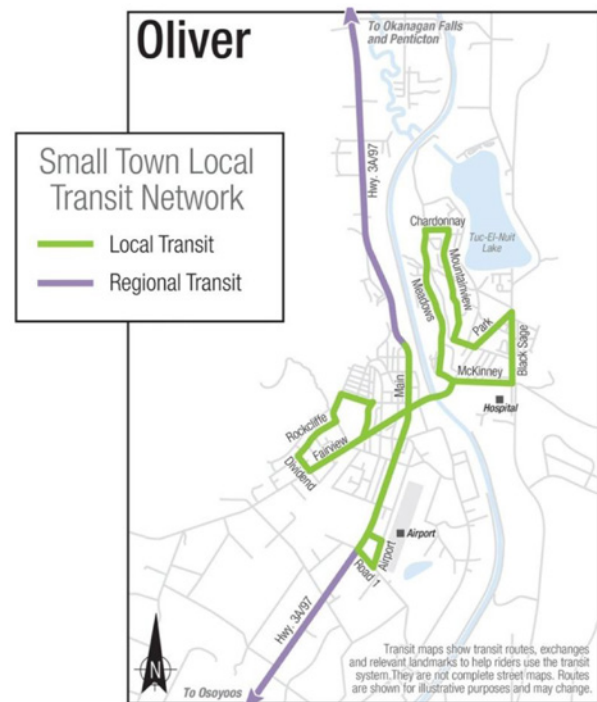 Oliver
To Okanagan Falls
and Penticton
Small Town Local
Transit Network
Local Transit
Regional Transit
Hwy. 3A/97
Chardonnay
Tuc-El-Nuit
Lake
Mountainview
Meadows
Park
Black Sage
McKinney
Main
Hospital
Rockcliffe
Fairview
Dividend
Airport
Airport
Road 1
Hwy. 3A/97
To Osoyoos
N
Transit maps show transit routes, exchanges
and relevant landmarks to help riders use the transit
system.They are not complete street maps. Routes
are shown for illustrative purposes and may change.